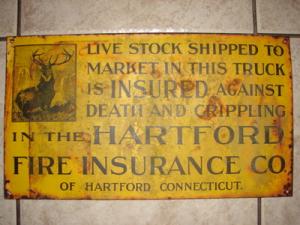 LIVE STOCK SHIPPED TO
MARKET IN THIS TRUCK
IS INSURED AGAINST
DEATH AND CRIPPLING
IN THE HARTFORD
FIRE INSURANCE CO
OF HARTFORD CONNECTICUT.